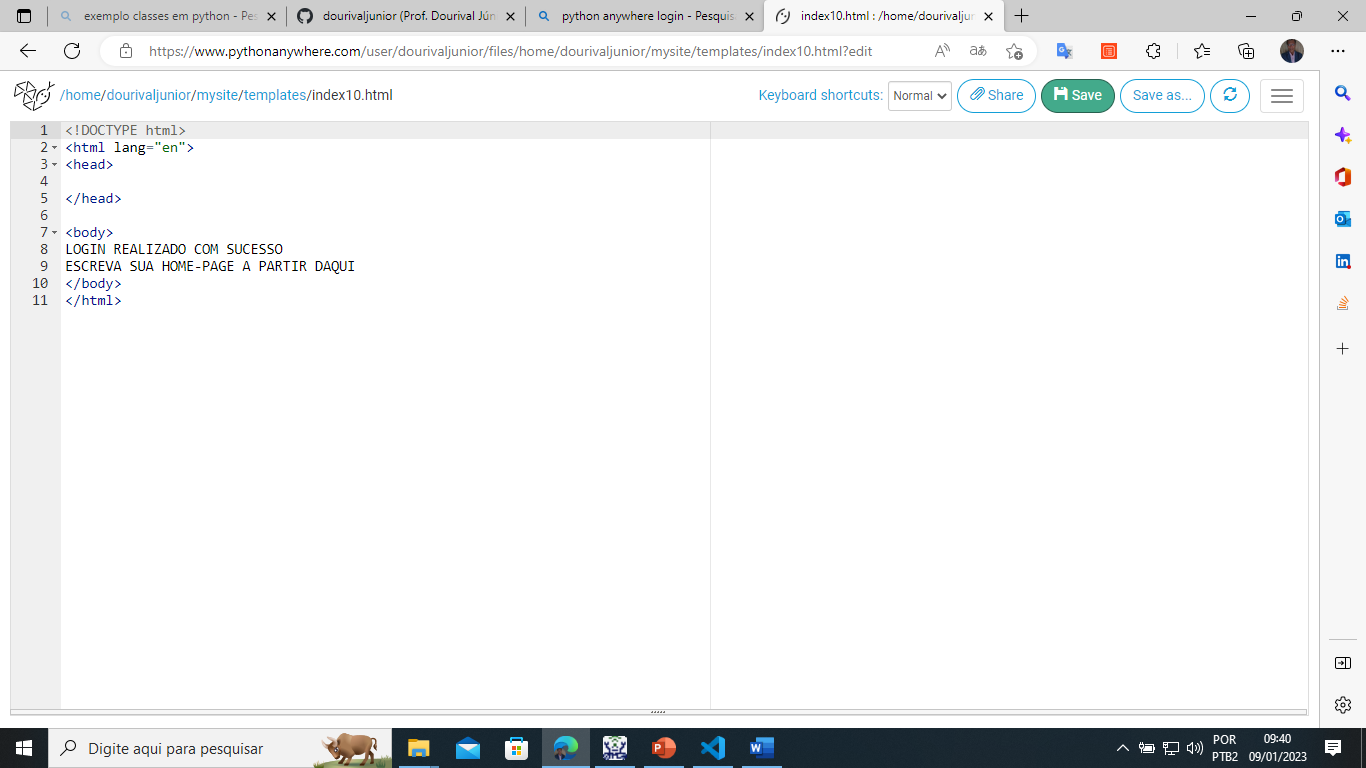 exemplo classes em python - Pes
dourivaljunior (Prof. Dourival Jún
python anywhere login - Pesquis
index10.html : /home/dourivaljun
https://www.pythonanywhere.com/user/dourivaljunior/files/home/dourivaljunior/mysite/templates/index10.html?edit
/home/dourivaljunior/mysite/templates/index10.html
Keyboard shortcuts: Normal Share Save Save as...
1 <!DOCTYPE html>
2 <html lang="en">
3 <head>
4
5 </head>
6
7 <body>
8 LOGIN REALIZADO COM SUCESSO
9 ESCREVA SUA HOME-PAGE A PARTIR DAQUI
10 </body>
11 </html>
Digite aqui para pesquisar
POR
PTB2
09:40
09/01/2023